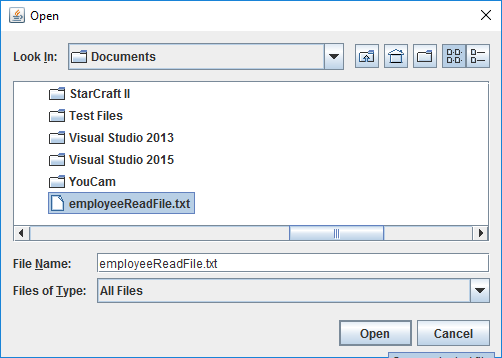 Open
Look In: Documents
StarCraft II
Test Files
Visual Studio 2013
Visual Studio 2015
YouCam
employeeReadFile.txt
File Name: employeeReadFile.txt
Files of Type: All Files
Open Cancel